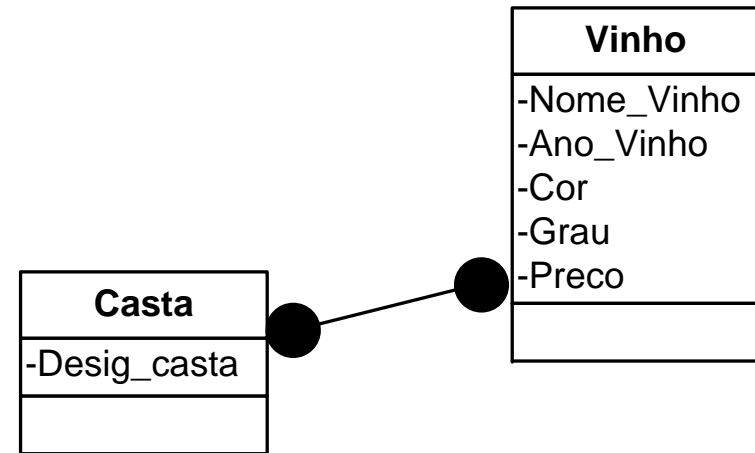 Vinho
-Nome_Vinho
-Ano_Vinho
-Cor
-Grau
-Preco
Casta
-Desig_casta